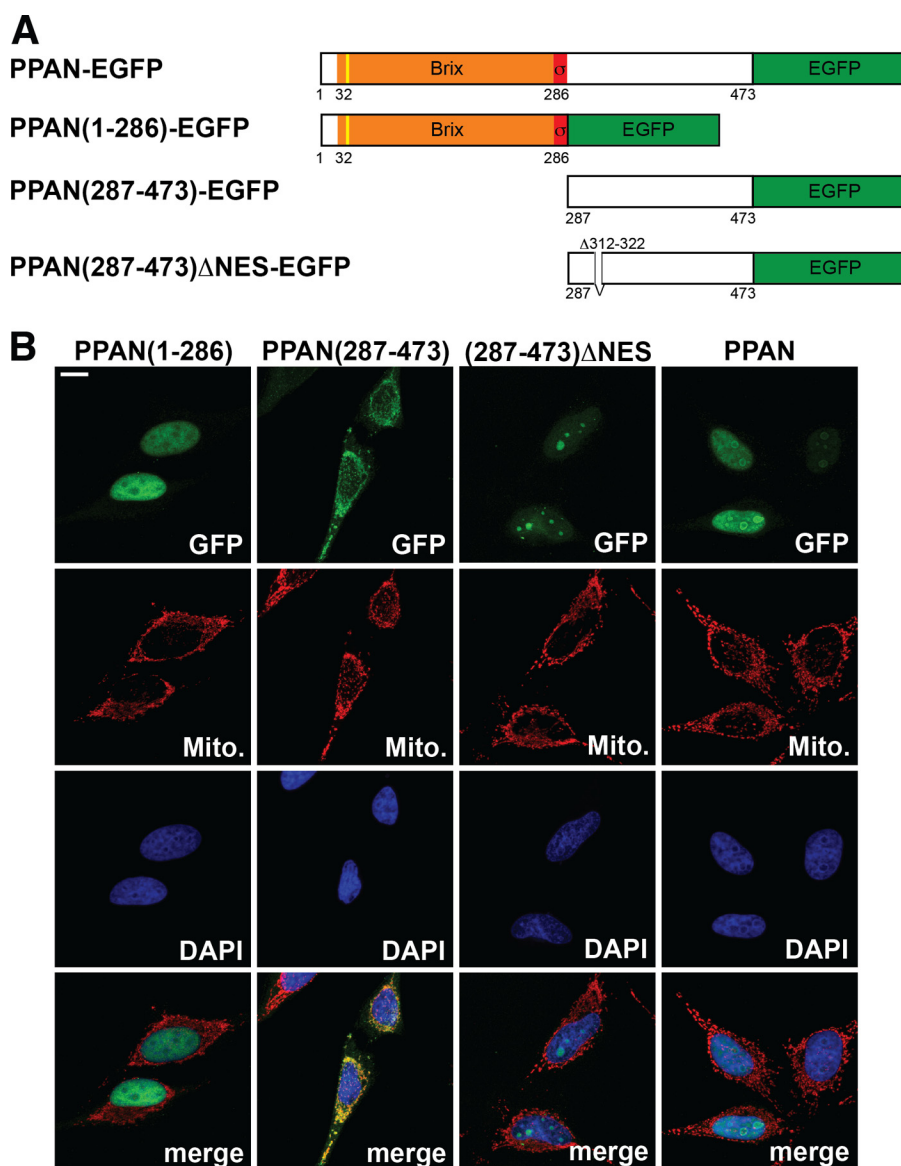 A
PPAN-EGFP
Brix
σ
EGFP
1 32 286 473
PPAN(1-286)-EGFP
Brix
σ
EGFP
1 32 286
PPAN(287-473)-EGFP
EGFP
287 473
PPAN(287-473)ΔNES-EGFP
Δ312-322
EGFP
287 473
B
PPAN(1-286) PPAN(287-473) (287-473)ΔNES PPAN
GFP GFP GFP GFP
Mito. Mito. Mito. Mito.
DAPI DAPI DAPI DAPI
merge merge merge merge